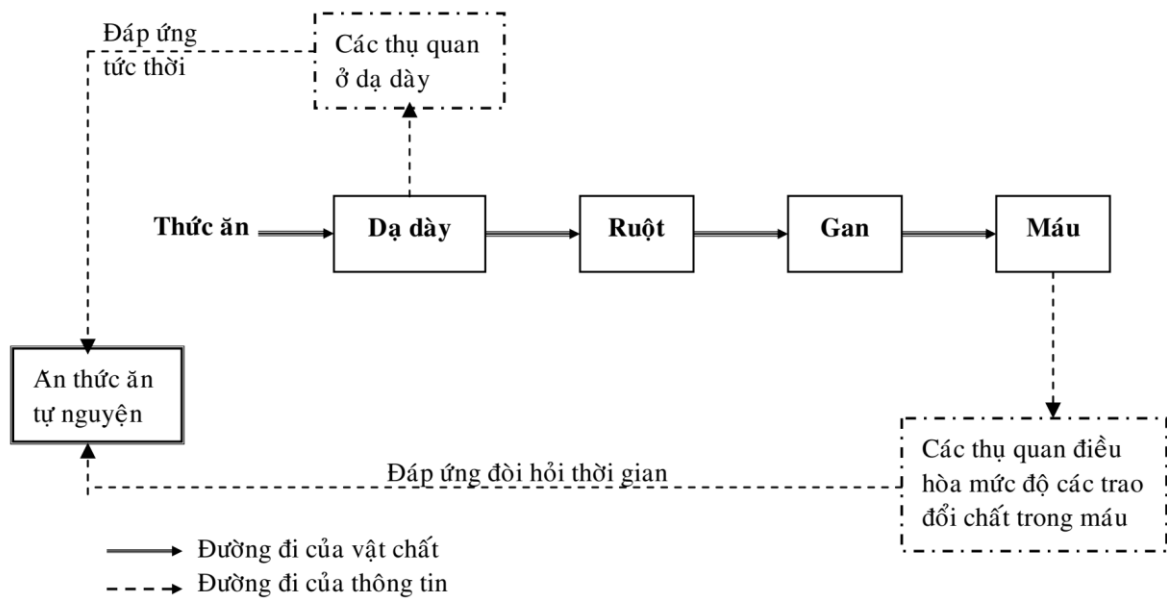 Đáp ứng
tức thời
Các thụ quan
ở dạ dày
Thức ăn
Dạ dày
Ruột
Gan
Máu
Ăn thức ăn
tự nguyện
Đáp ứng đòi hỏi thời gian
Các thụ quan điều
hòa mức độ các trao
đổi chất trong máu
Đường đi của vật chất
Đường đi của thông tin